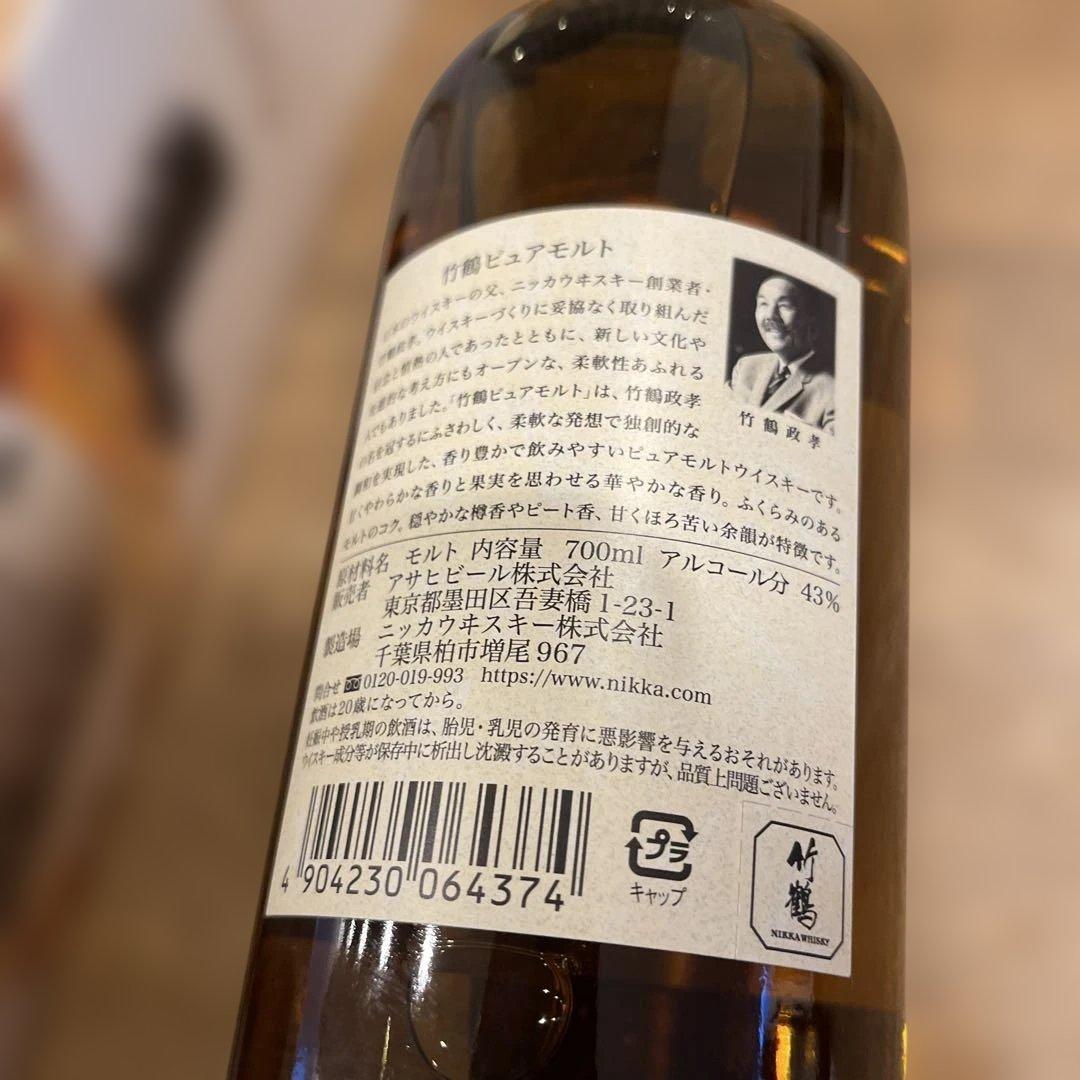 竹鶴ピュアモルト
日本のウイスキーの父、ニッカウヰスキー創業者・
竹鶴政孝。ウイスキーづくりに妥協なく取り組んだ
信念と情熱の人であったとともに、新しい文化や
先進的な考え方にもオープンな、柔軟性あふれる
人でもありました。「竹鶴ピュアモルト」は、竹鶴政孝
の名を冠するにふさわしく、柔軟な発想で独創的な
調和を実現した、香り豊かで飲みやすいピュアモルトウイスキーです。
甘くやわらかな香りと果実を思わせる華やかな香り。ふくらみのある
モルトのコク。穏やかな樽香やピート香、甘くほろ苦い余韻が特徴です。
竹鶴政孝
原材料名 モルト 内容量 700ml アルコール分 43%
販売者 アサヒビール株式会社
東京都墨田区吾妻橋1-23-1
製造場 ニッカウヰスキー株式会社
千葉県柏市増尾967
問合せ 0120-019-993 https://www.nikka.com
飲酒は20歳になってから。
妊娠中や授乳期の飲酒は、胎児・乳児の発育に悪影響を与えるおそれがあります。
ウイスキー成分等が保存中に析出し沈澱することがありますが、品質上問題ございません。
4 904230 064374
プラ
キャップ
竹鶴
NIKKA WHISKY